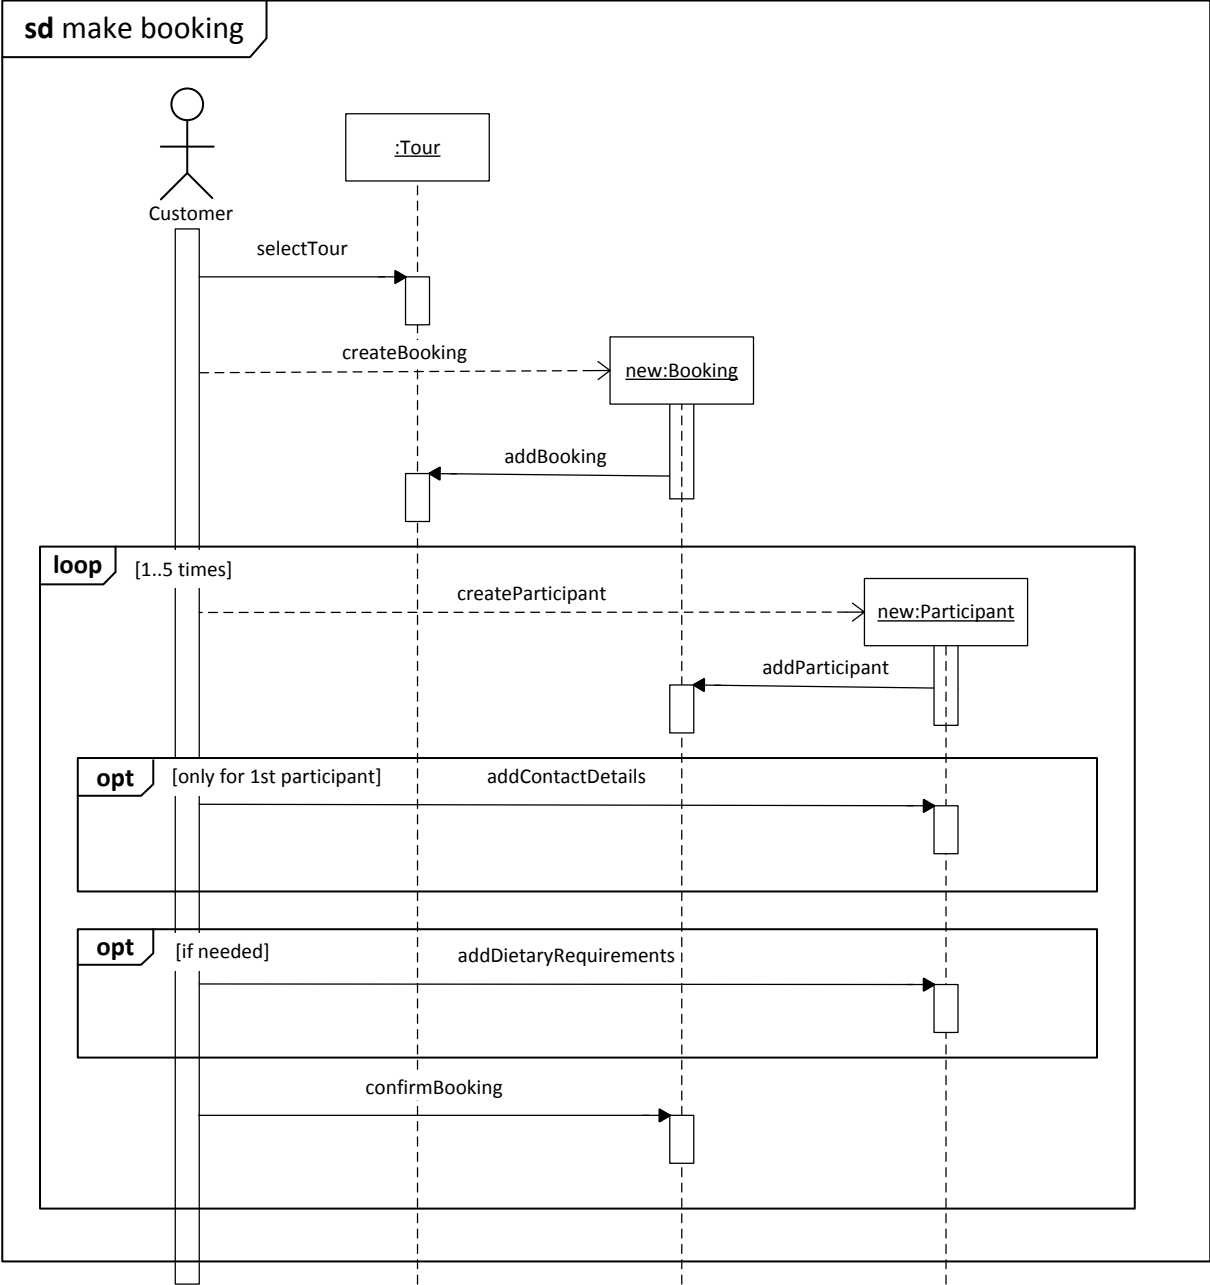 sd make booking
:Tour
Customer
selectTour
createBooking
new:Booking
addBooking
loop
[1..5 times]
createParticipant
new:Participant
addParticipant
opt
[only for 1st participant]
addContactDetails
opt
[if needed]
addDietaryRequirements
confirmBooking